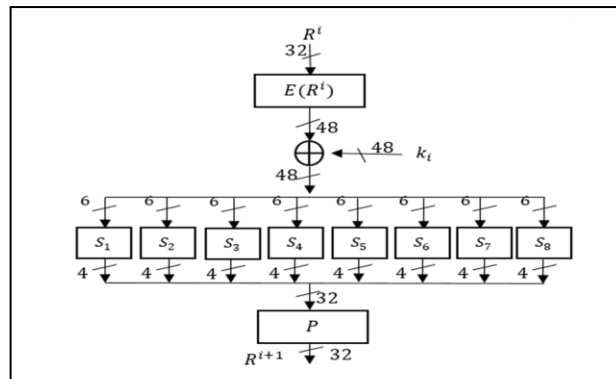 R^i
32
E(R^i)
48
48 k_i
48
6 6 6 6 6 6 6 6
S_1 S_2 S_3 S_4 S_5 S_6 S_7 S_8
4 4 4 4 4 4 4 4
32
P
R^{i+1} 32